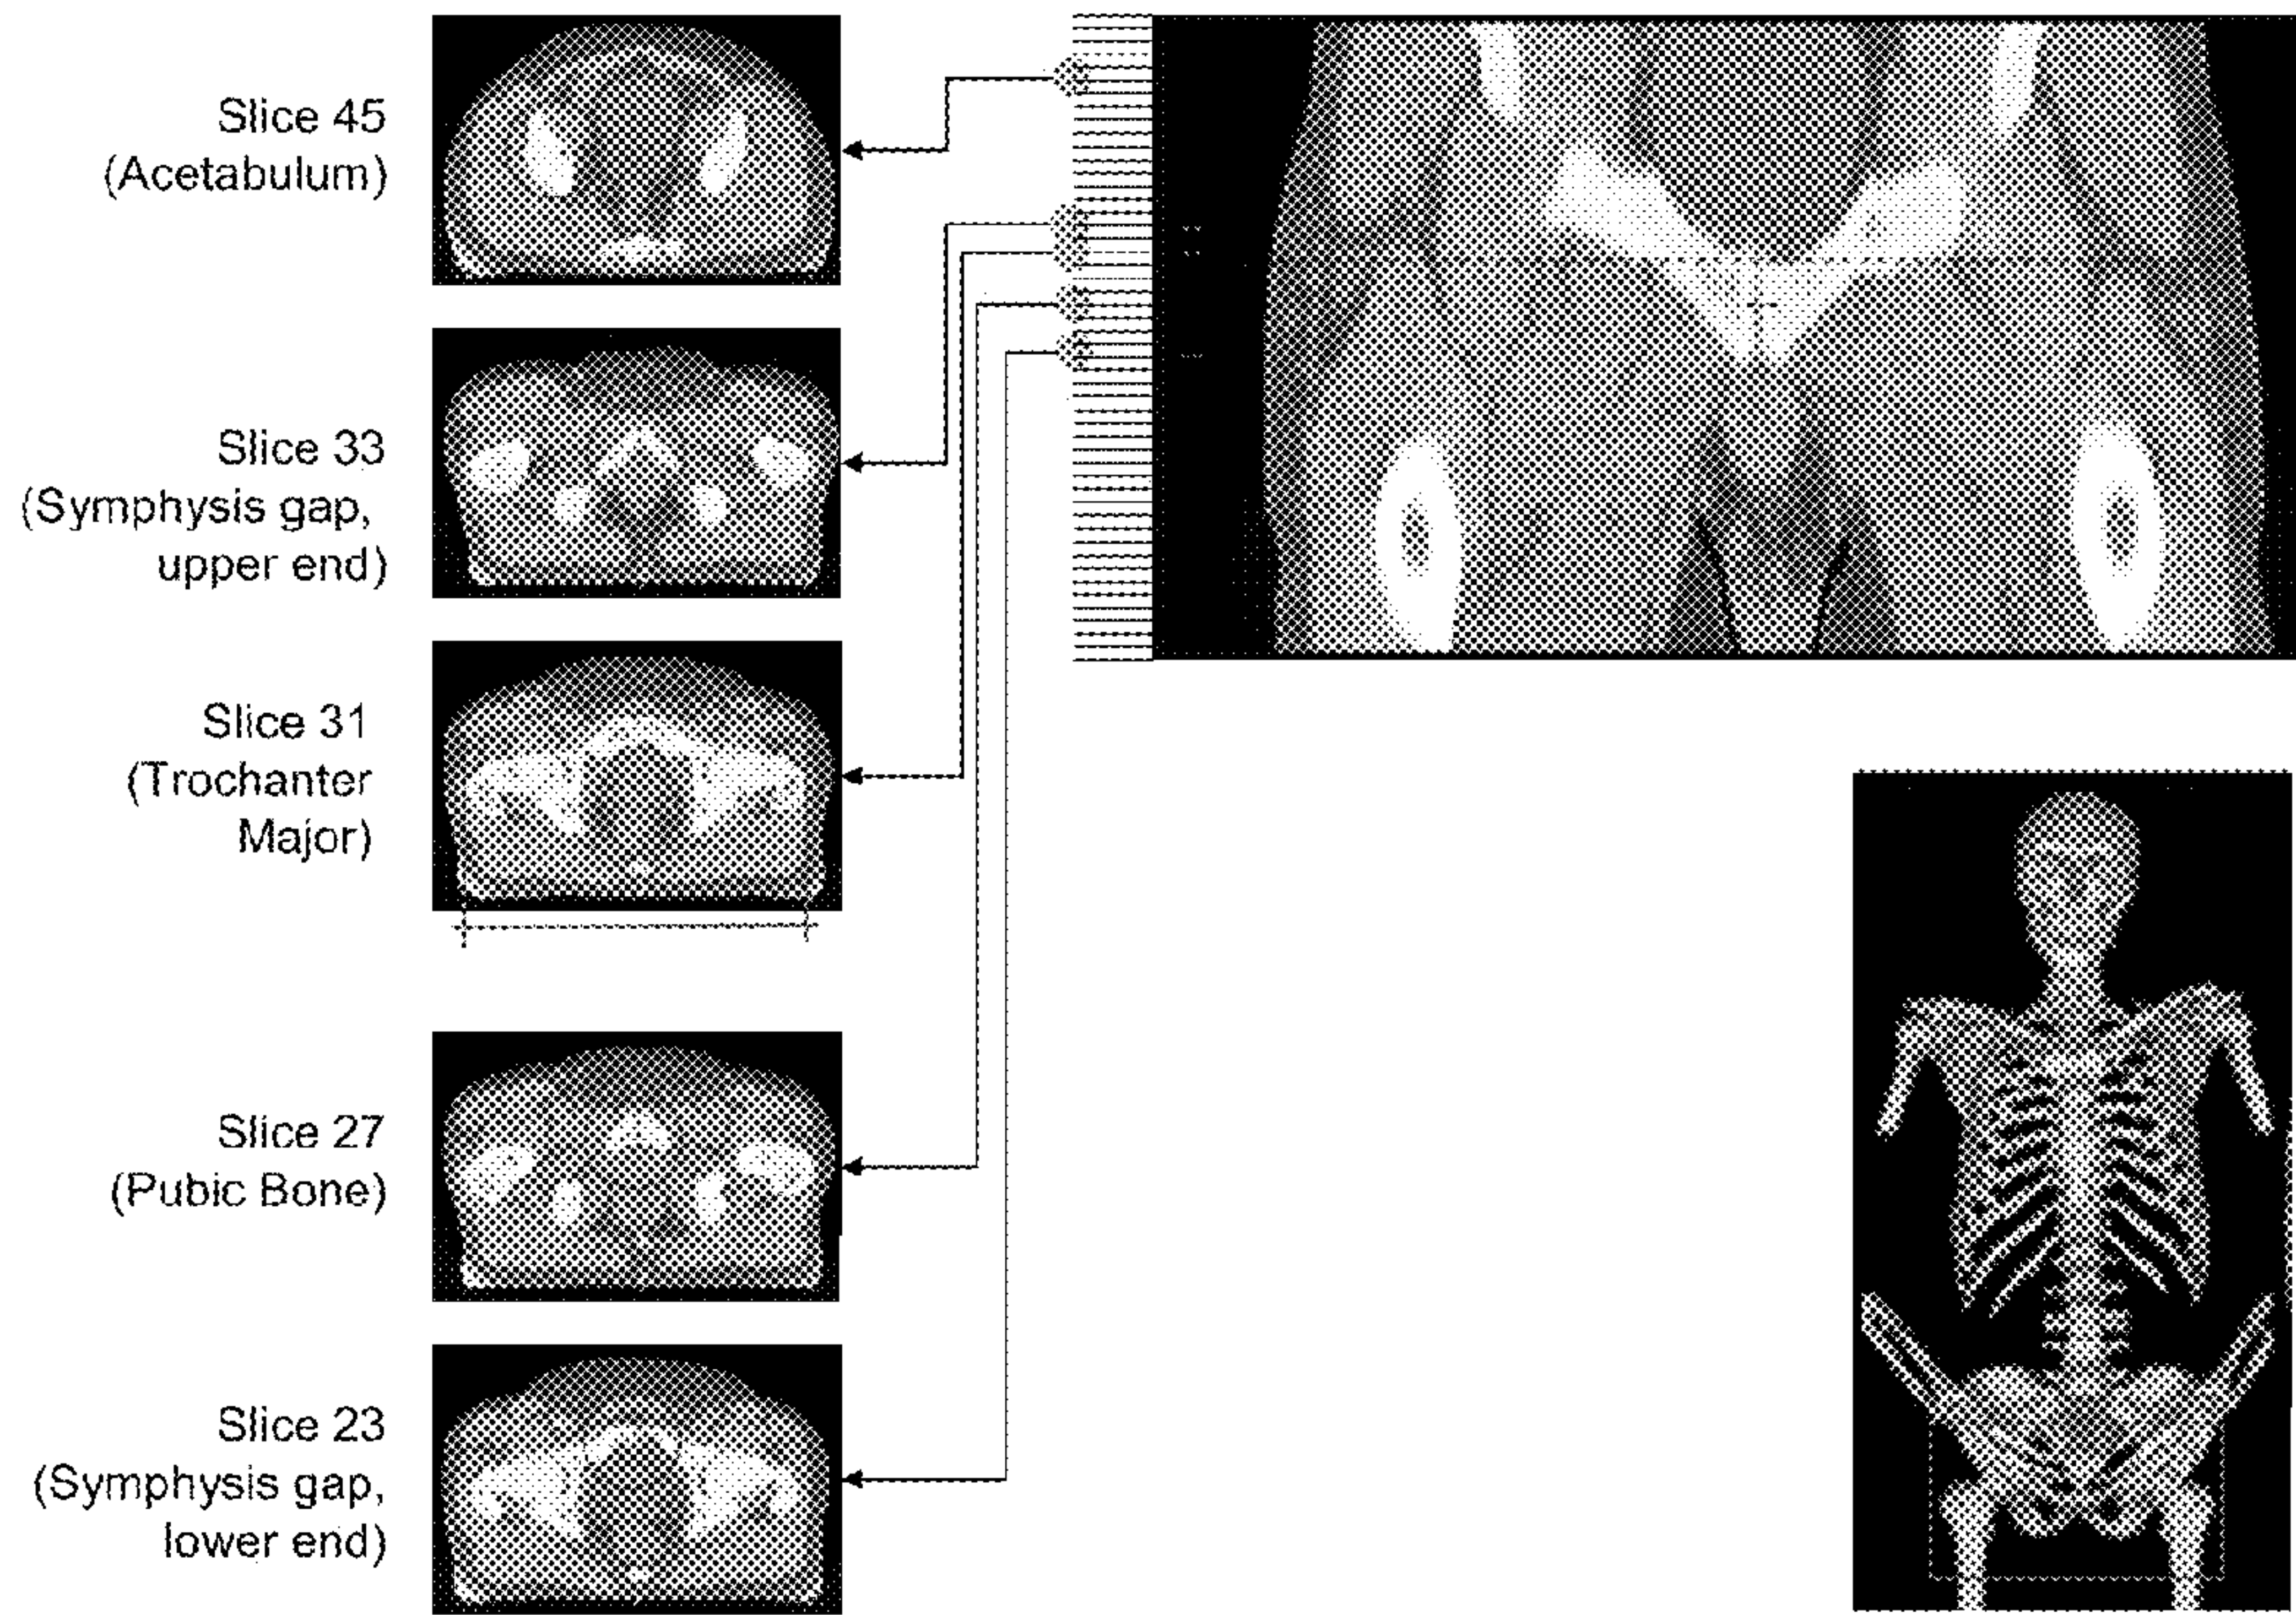 Slice 45
(Acetabulum)
Slice 33
(Symphysis gap,
upper end)
Slice 31
(Trochanter
Major)
Slice 27
(Pubic Bone)
Slice 23
(Symphysis gap,
lower end)